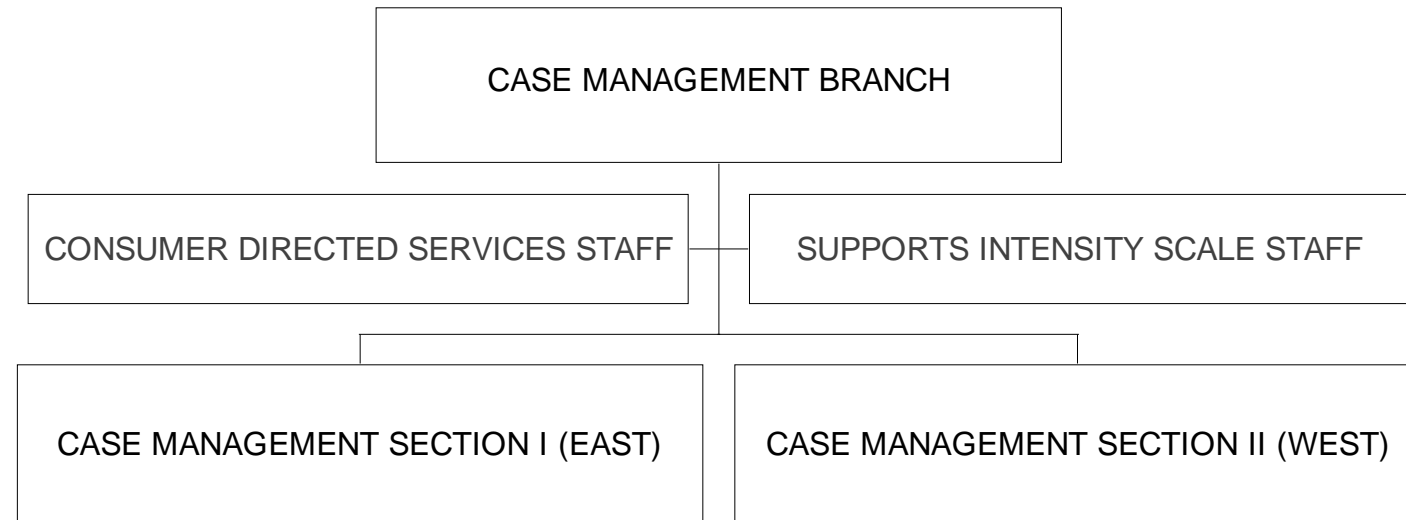 CASE MANAGEMENT BRANCH
CONSUMER DIRECTED SERVICES STAFF
SUPPORTS INTENSITY SCALE STAFF
CASE MANAGEMENT SECTION I (EAST)
CASE MANAGEMENT SECTION II (WEST)